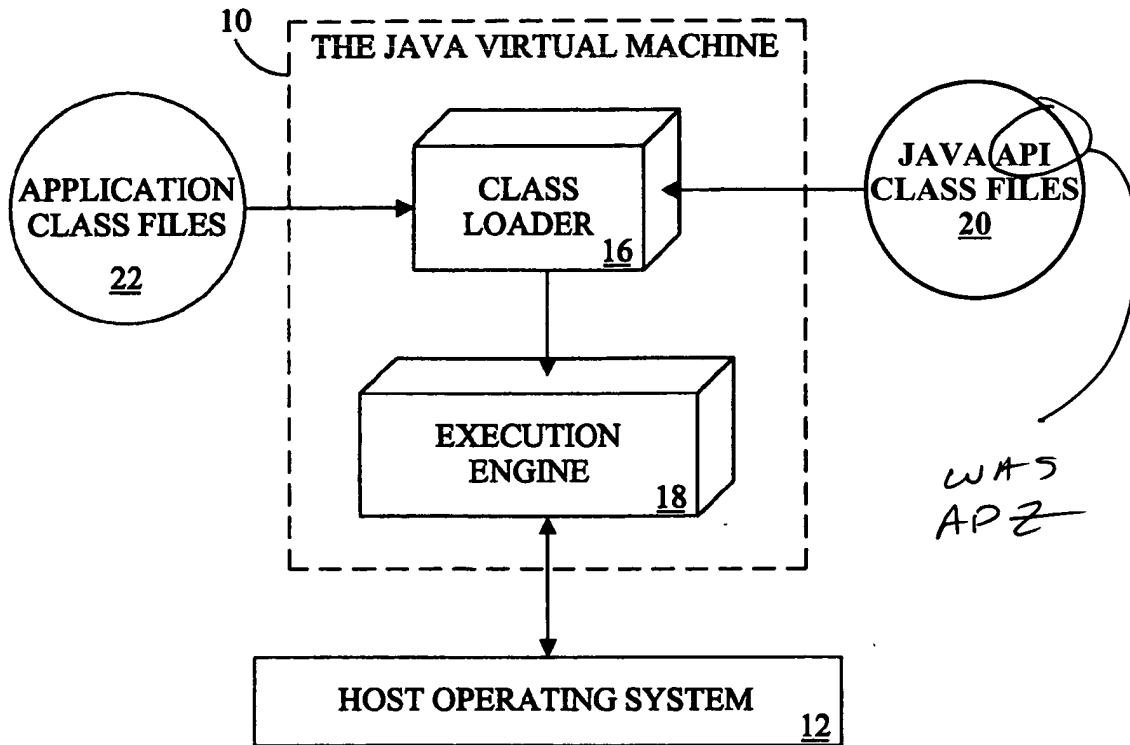 10
THE JAVA VIRTUAL MACHINE
APPLICATION
CLASS FILES
22
CLASS
LOADER
16
JAVA API
CLASS FILES
20
EXECUTION
ENGINE
18
WAS
APZ
HOST OPERATING SYSTEM
12